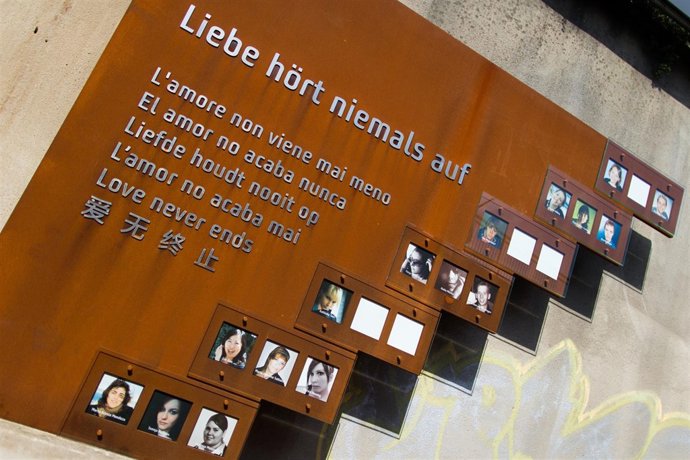 Liebe hört niemals auf
L'amore non viene mai meno
El amor no acaba nunca
Liefde houdt nooit op
L'amor no acaba mai
Love never ends
爱 无 终 止